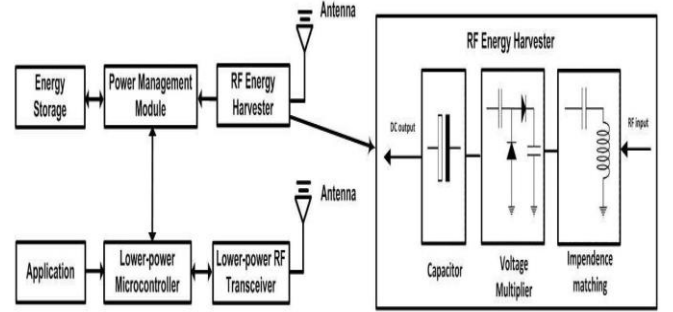 Antenna
Energy
Storage
Power Management
Module
RF Energy
Harvester
Antenna
Application
Lower-power
Microcontroller
Lower-power RF
Transceiver
RF Energy Harvester
DC output
RF input
Capacitor
Voltage
Multiplier
Impendence
matching